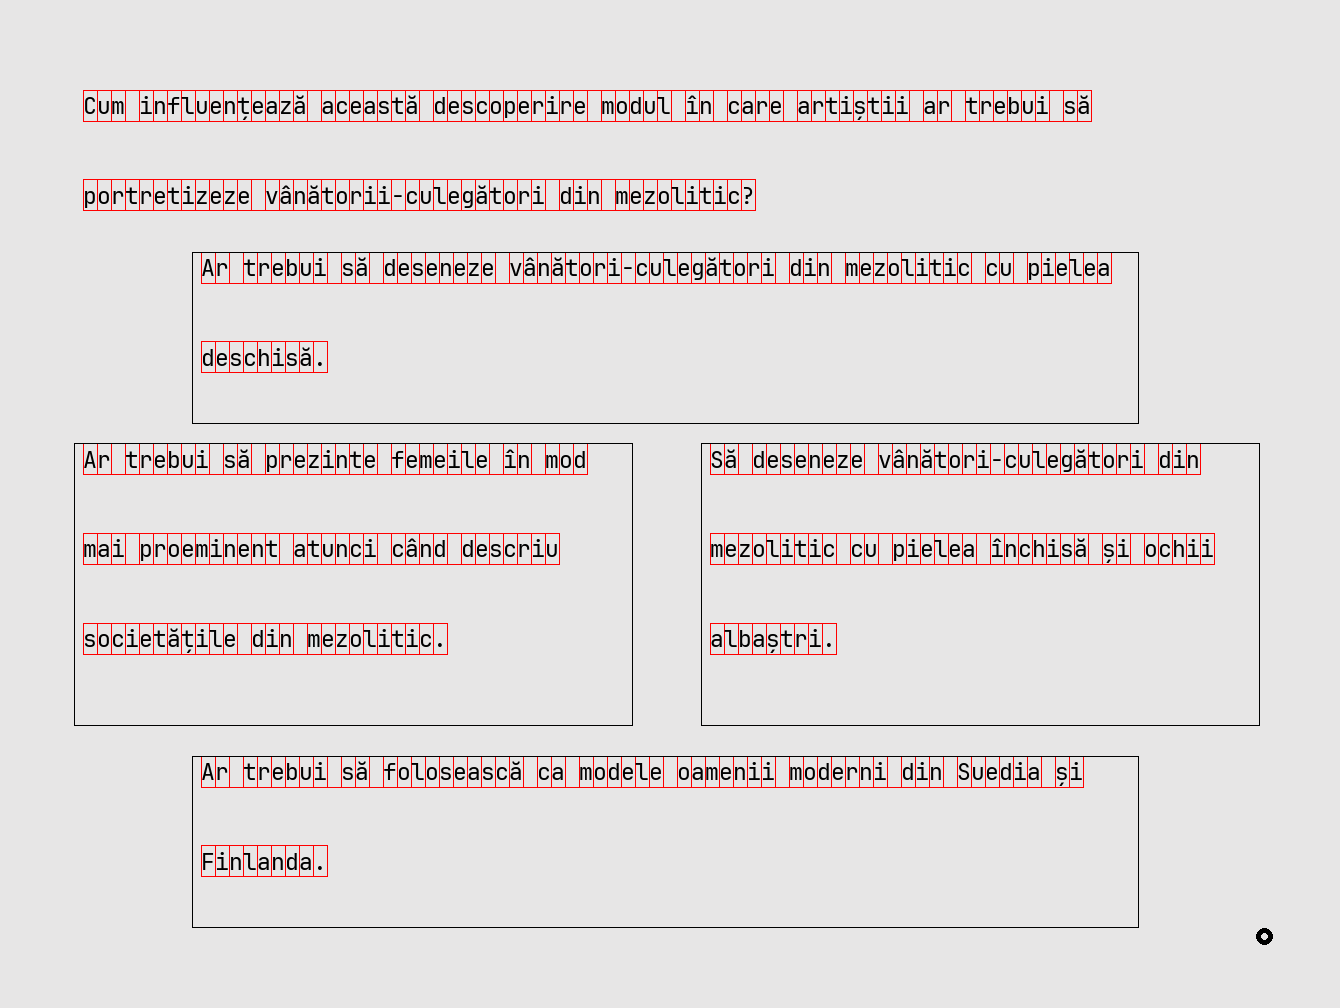 Cum influențează această descoperire modul în care artiștii ar trebui să
portretizeze vânătorii-culegători din mezolitic?
Ar trebui să deseneze vânători-culegători din mezolitic cu pielea
deschisă.
Ar trebui să prezinte femeile în mod
mai proeminent atunci când descriu
societățile din mezolitic.
Să deseneze vânători-culegători din
mezolitic cu pielea închisă și ochii
albaștri.
Ar trebui să folosească ca modele oamenii moderni din Suedia și
Finlanda.